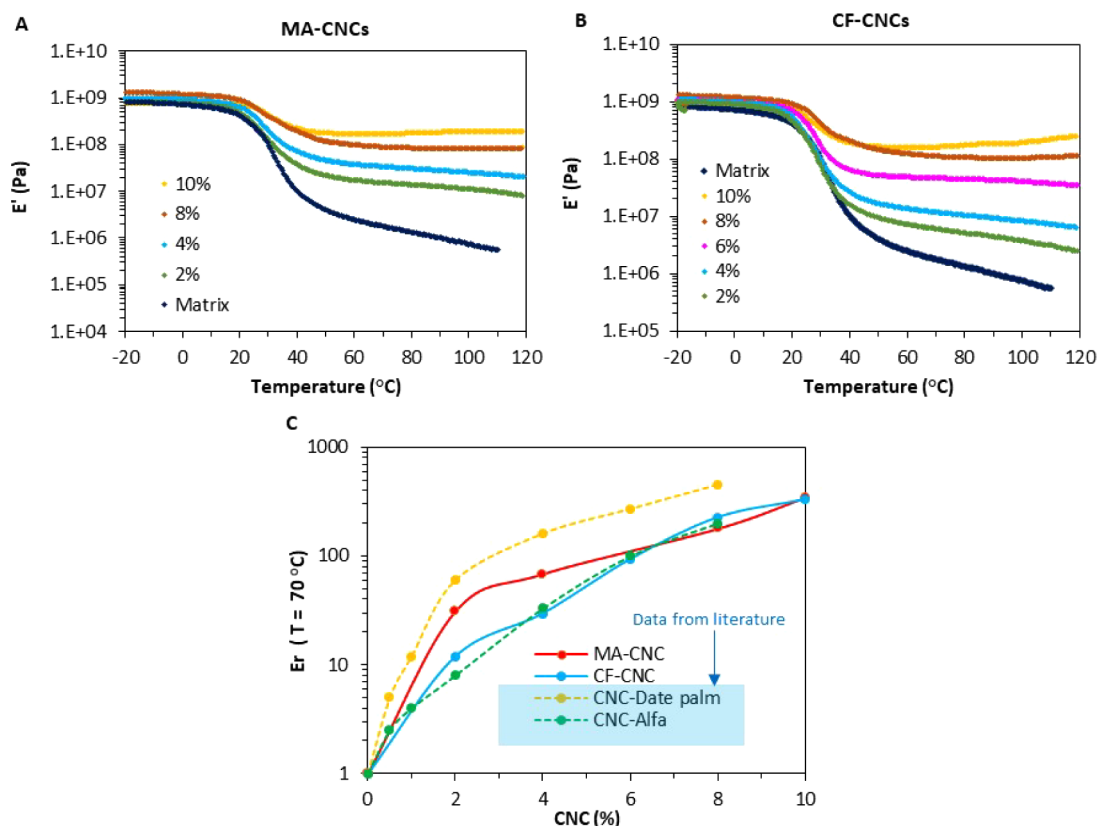 A
MA-CNCs
1.E+10
1.E+09
1.E+08
1.E+07
1.E+06
1.E+05
1.E+04
E' (Pa)
10%
8%
4%
2%
Matrix
-20 0 20 40 60 80 100 120
Temperature (°C)
B
CF-CNCs
1.E+10
1.E+09
1.E+08
1.E+07
1.E+06
1.E+05
E' (Pa)
Matrix
10%
8%
6%
4%
2%
-20 0 20 40 60 80 100 120
Temperature (°C)
C
1000
100
10
1
Er ( T = 70 °C)
Data from literature
MA-CNC
CF-CNC
CNC-Date palm
CNC-Alfa
0 2 4 6 8 10
CNC (%)